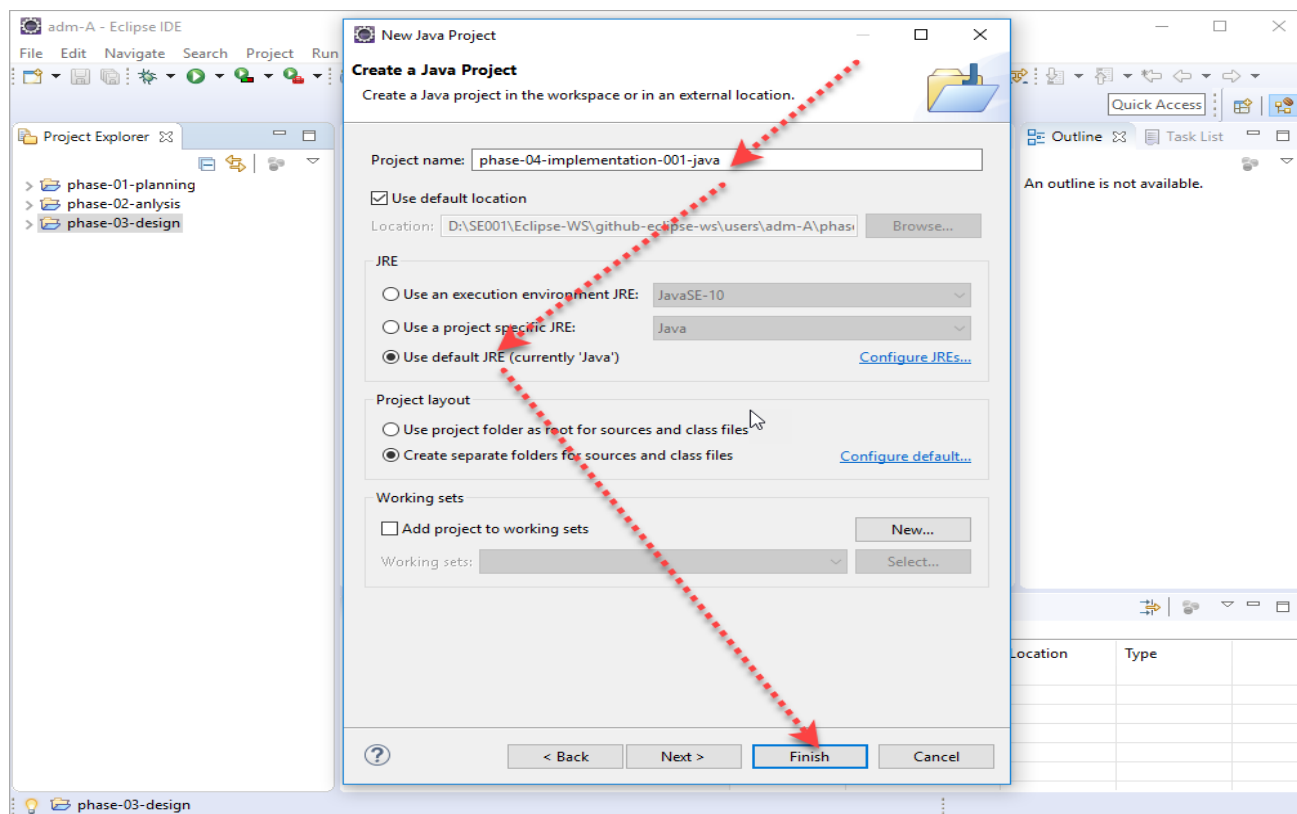 adm-A - Eclipse IDE
File Edit Navigate Search Project Run
Quick Access
Project Explorer
phase-01-planning
phase-02-anlysis
phase-03-design
New Java Project
Create a Java Project
Create a Java project in the workspace or in an external location.
Project name: phase-04-implementation-001-java
Use default location
Location: D:\SE001\Eclipse-WS\github-eclipse-ws\users\adm-A\phas
Browse...
JRE
Use an execution environment JRE: JavaSE-10
Use a project specific JRE: Java
Use default JRE (currently 'Java') Configure JREs...
Project layout
Use project folder as root for sources and class files
Create separate folders for sources and class files Configure default...
Working sets
Add project to working sets New...
Working sets: Select...
? < Back Next > Finish Cancel
Outline Task List
An outline is not available.
Location Type
phase-03-design